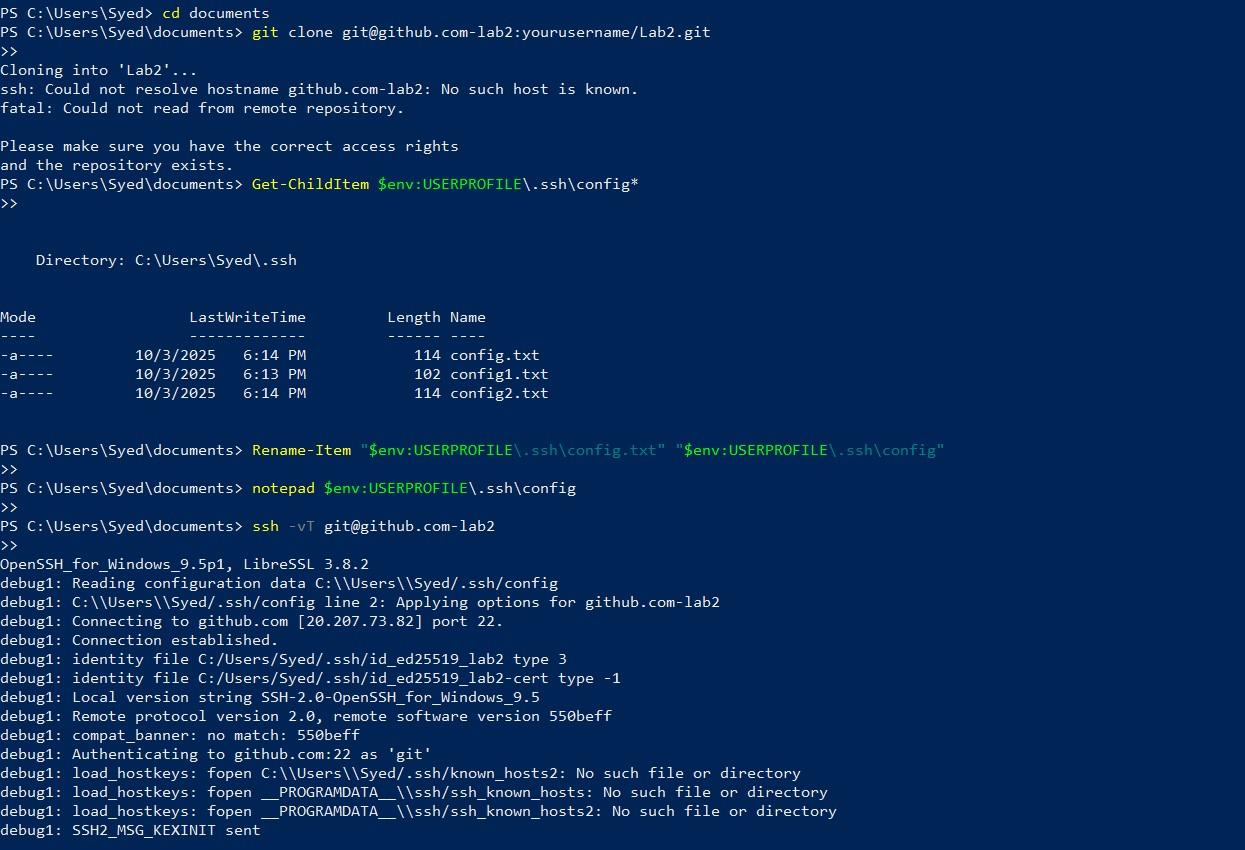 PS C:\Users\Syed> cd documents
PS C:\Users\Syed\documents> git clone git@github.com-lab2:yourusername/Lab2.git
>>
Cloning into 'Lab2'...
ssh: Could not resolve hostname github.com-lab2: No such host is known.
fatal: Could not read from remote repository.

Please make sure you have the correct access rights
and the repository exists.
PS C:\Users\Syed\documents> Get-ChildItem $env:USERPROFILE\.ssh\config*
>>

    Directory: C:\Users\Syed\.ssh

Mode                 LastWriteTime         Length Name
----                 -------------         ------ ----
-a----         10/3/2025   6:14 PM            114 config.txt
-a----         10/3/2025   6:13 PM            102 config1.txt
-a----         10/3/2025   6:14 PM            114 config2.txt

PS C:\Users\Syed\documents> Rename-Item "$env:USERPROFILE\.ssh\config.txt" "$env:USERPROFILE\.ssh\config"
>>
PS C:\Users\Syed\documents> notepad $env:USERPROFILE\.ssh\config
>>
PS C:\Users\Syed\documents> ssh -vT git@github.com-lab2
>>
OpenSSH_for_Windows_9.5p1, LibreSSL 3.8.2
debug1: Reading configuration data C:\\Users\\Syed/.ssh/config
debug1: C:\\Users\\Syed/.ssh/config line 2: Applying options for github.com-lab2
debug1: Connecting to github.com [20.207.73.82] port 22.
debug1: Connection established.
debug1: identity file C:/Users/Syed/.ssh/id_ed25519_lab2 type 3
debug1: identity file C:/Users/Syed/.ssh/id_ed25519_lab2-cert type -1
debug1: Local version string SSH-2.0-OpenSSH_for_Windows_9.5
debug1: Remote protocol version 2.0, remote software version 550beff
debug1: compat_banner: no match: 550beff
debug1: Authenticating to github.com:22 as 'git'
debug1: load_hostkeys: fopen C:\\Users\\Syed/.ssh/known_hosts2: No such file or directory
debug1: load_hostkeys: fopen __PROGRAMDATA__\\ssh/ssh_known_hosts: No such file or directory
debug1: load_hostkeys: fopen __PROGRAMDATA__\\ssh/ssh_known_hosts2: No such file or directory
debug1: SSH2_MSG_KEXINIT sent